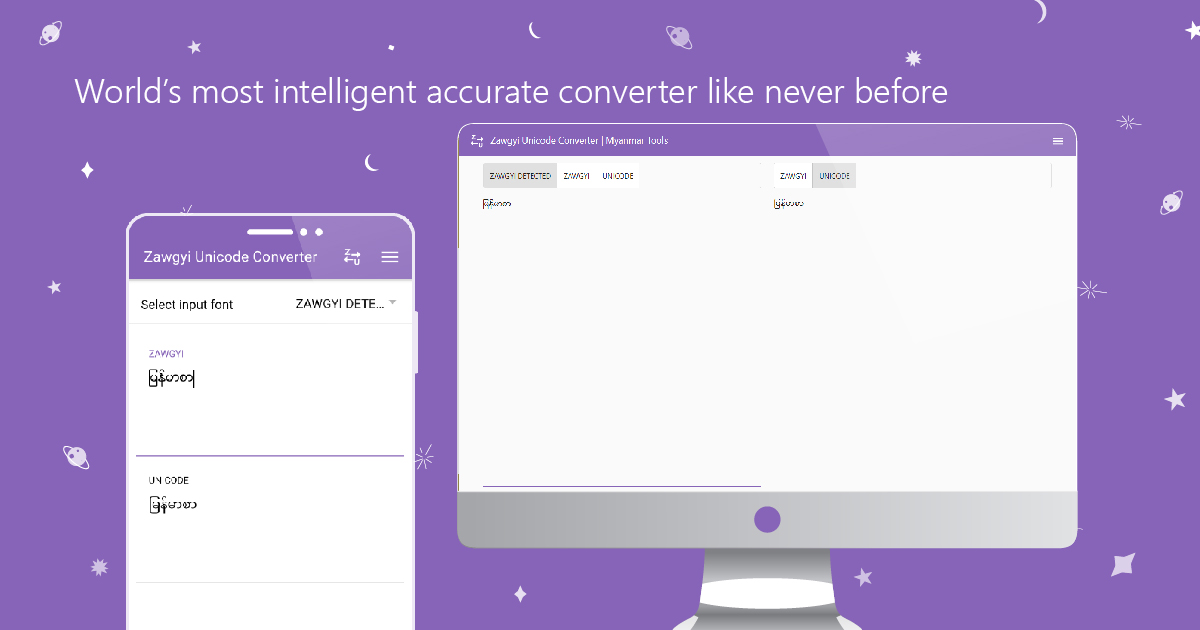 World's most intelligent accurate converter like never before
Zawgyi Unicode Converter | Myanmar Tools
ZAWGYI DETECTED ZAWGYI UNICODE
ZAWGYI UNICODE
မြန်မာစာ
မြန်မာစာ
Zawgyi Unicode Converter
Select input font ZAWGYI DETE...
ZAWGYI
မြန်မာစာ
UNICODE
မြန်မာစာ